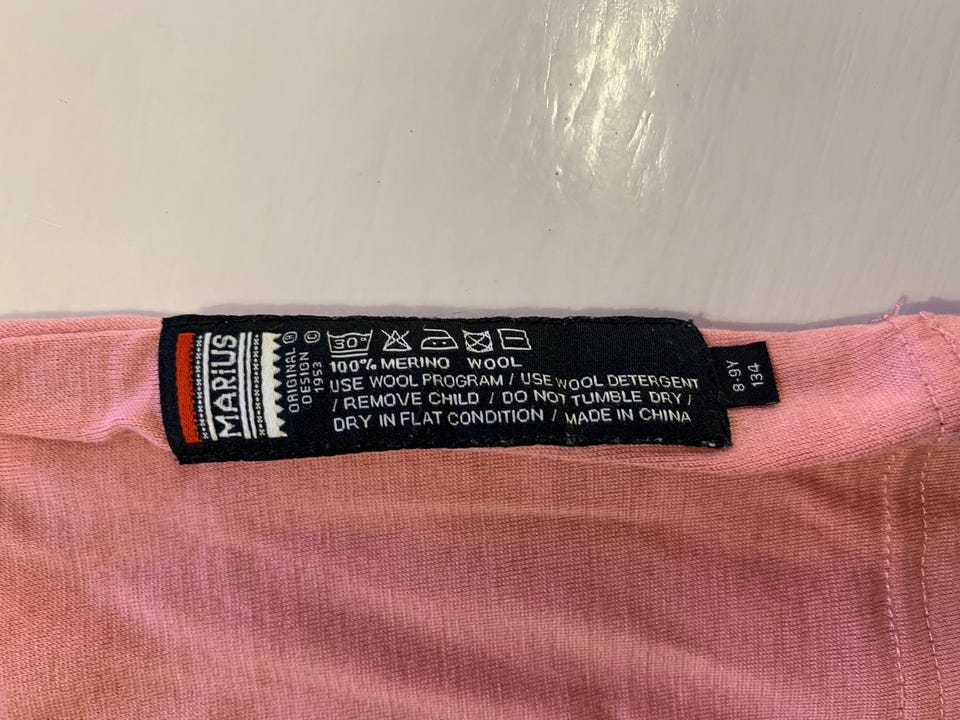 MARIUS
ORIGINAL ®
DESIGN ©
1953
30°
100% MERINO WOOL
USE WOOL PROGRAM / USE WOOL DETERGENT
/ REMOVE CHILD / DO NOT TUMBLE DRY /
DRY IN FLAT CONDITION / MADE IN CHINA
8-9Y
134